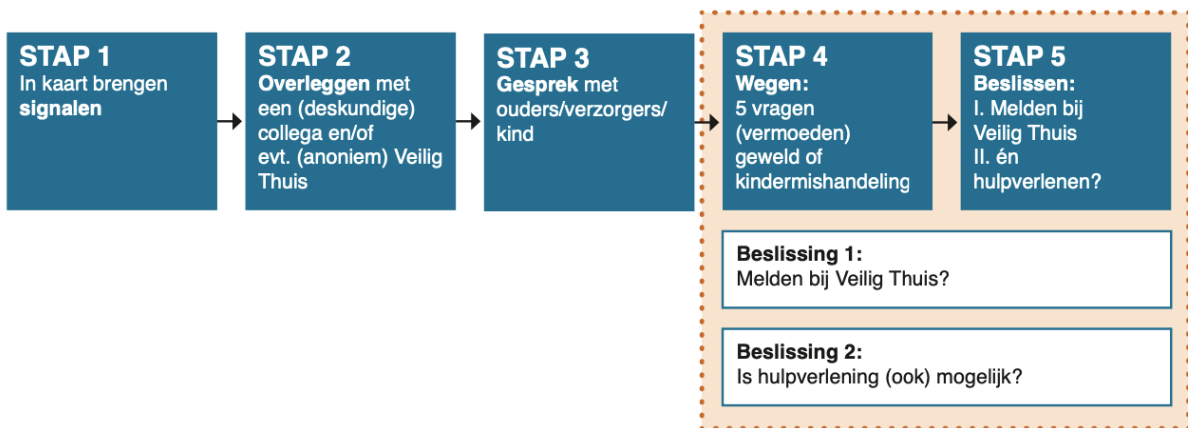 STAP 1
In kaart brengen
signalen
STAP 2
Overleggen met
een (deskundige)
collega en/of
evt. (anoniem) Veilig
Thuis
STAP 3
Gesprek met
ouders/verzorgers/
kind
STAP 4
Wegen:
5 vragen
(vermoeden)
geweld of
kindermishandeling
STAP 5
Beslissen:
I. Melden bij
Veilig Thuis
II. én
hulpverlenen?
Beslissing 1:
Melden bij Veilig Thuis?
Beslissing 2:
Is hulpverlening (ook) mogelijk?